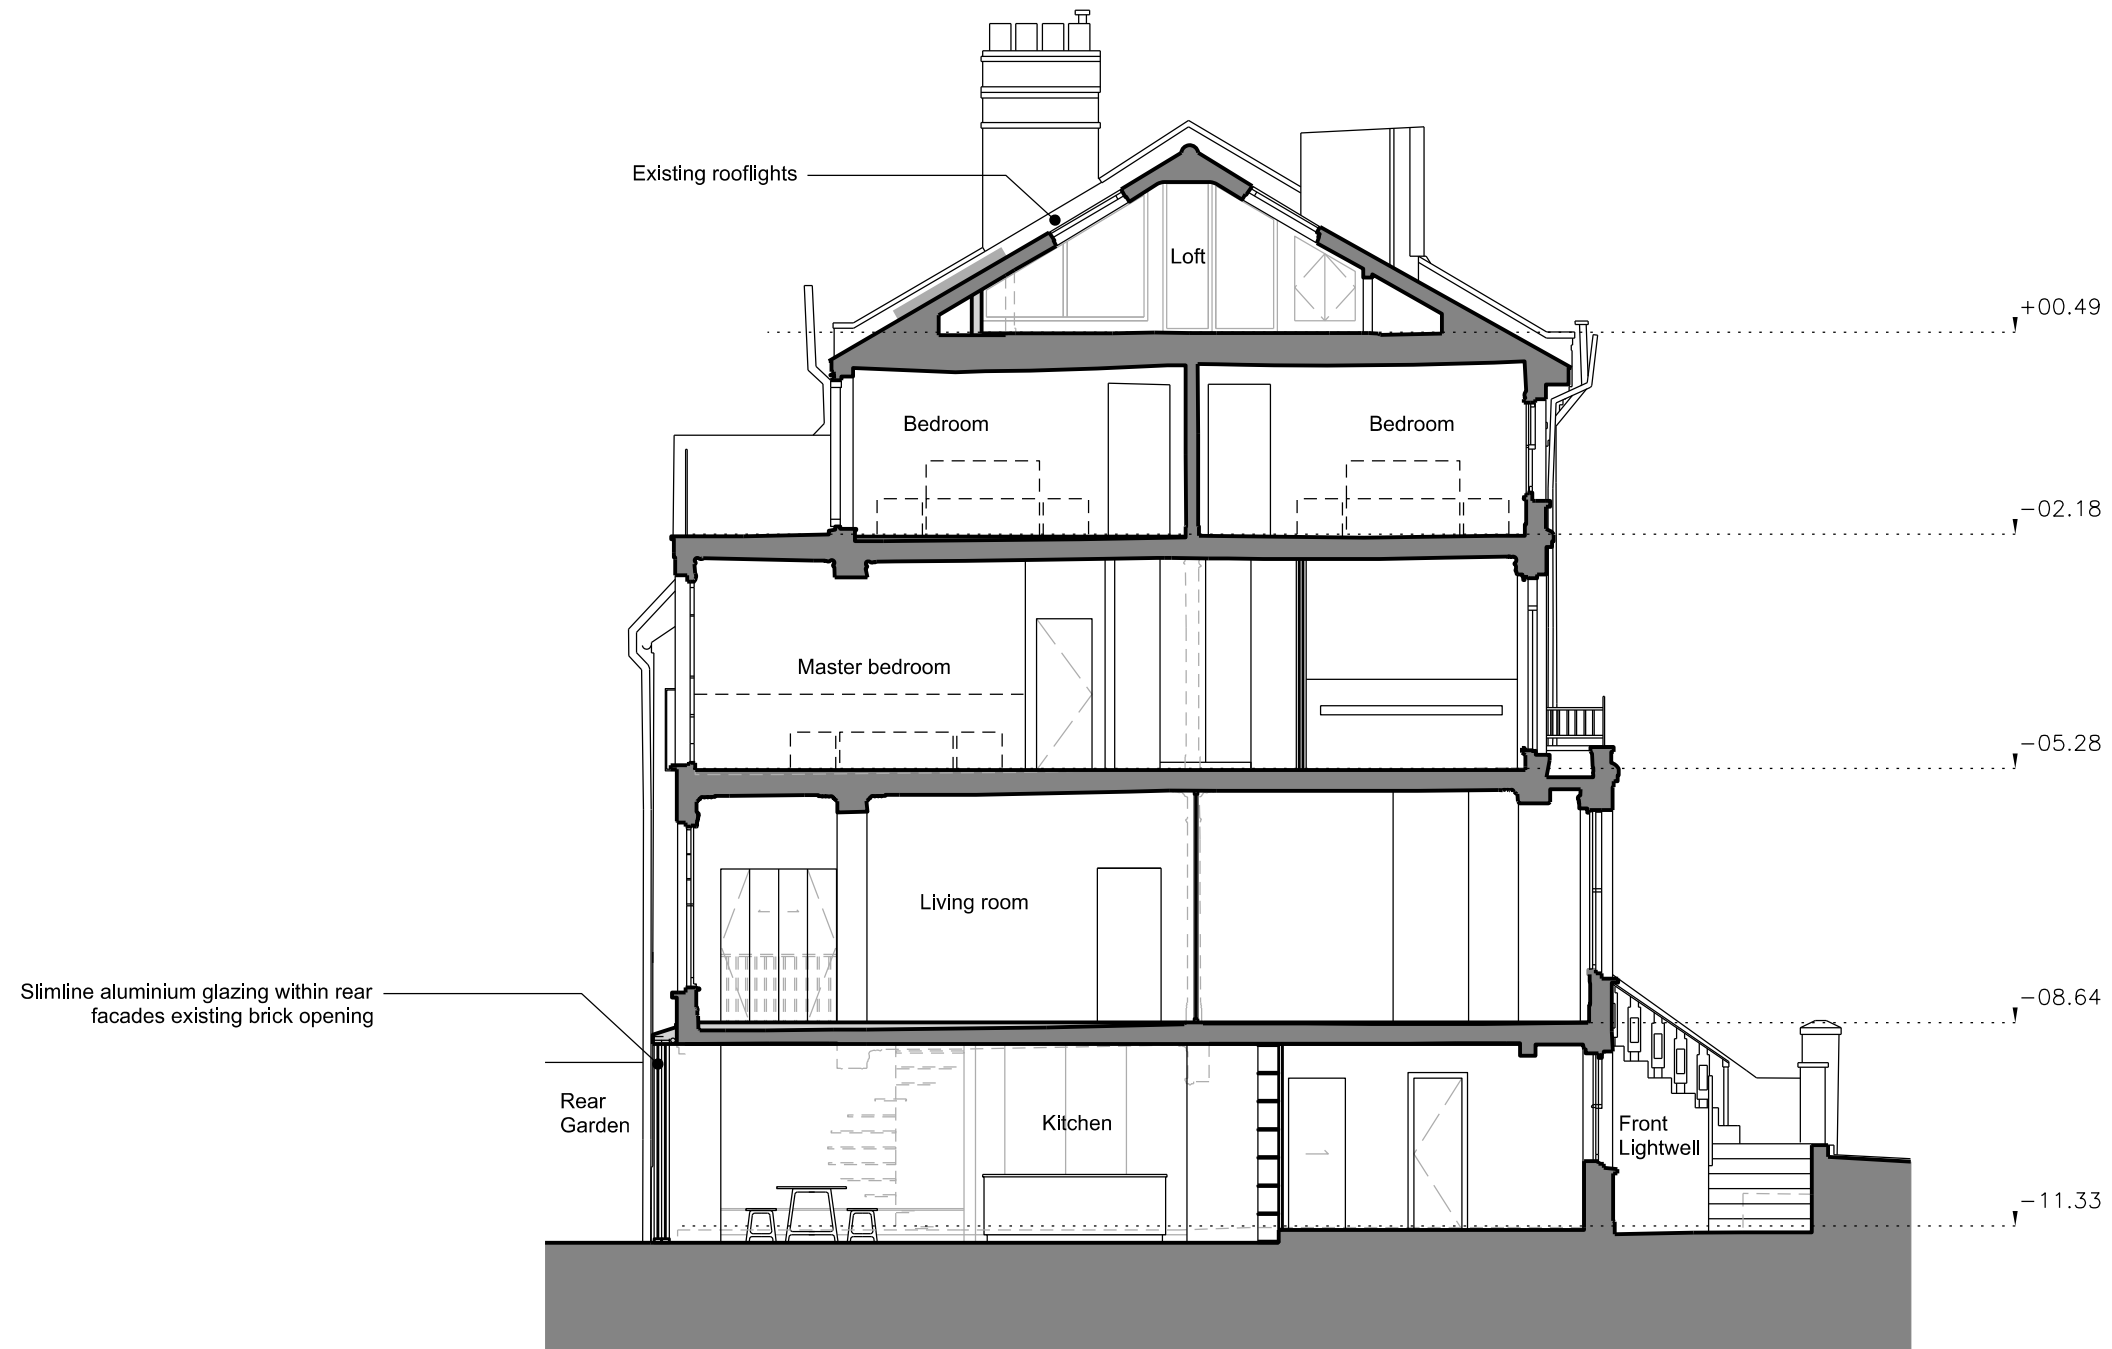 Existing rooflights
Loft
+00.49
Bedroom
Bedroom
-02.18
Master bedroom
-05.28
Living room
Slimline aluminium glazing within rear
facades existing brick opening
-08.64
Rear
Garden
Kitchen
Front
Lightwell
-11.33